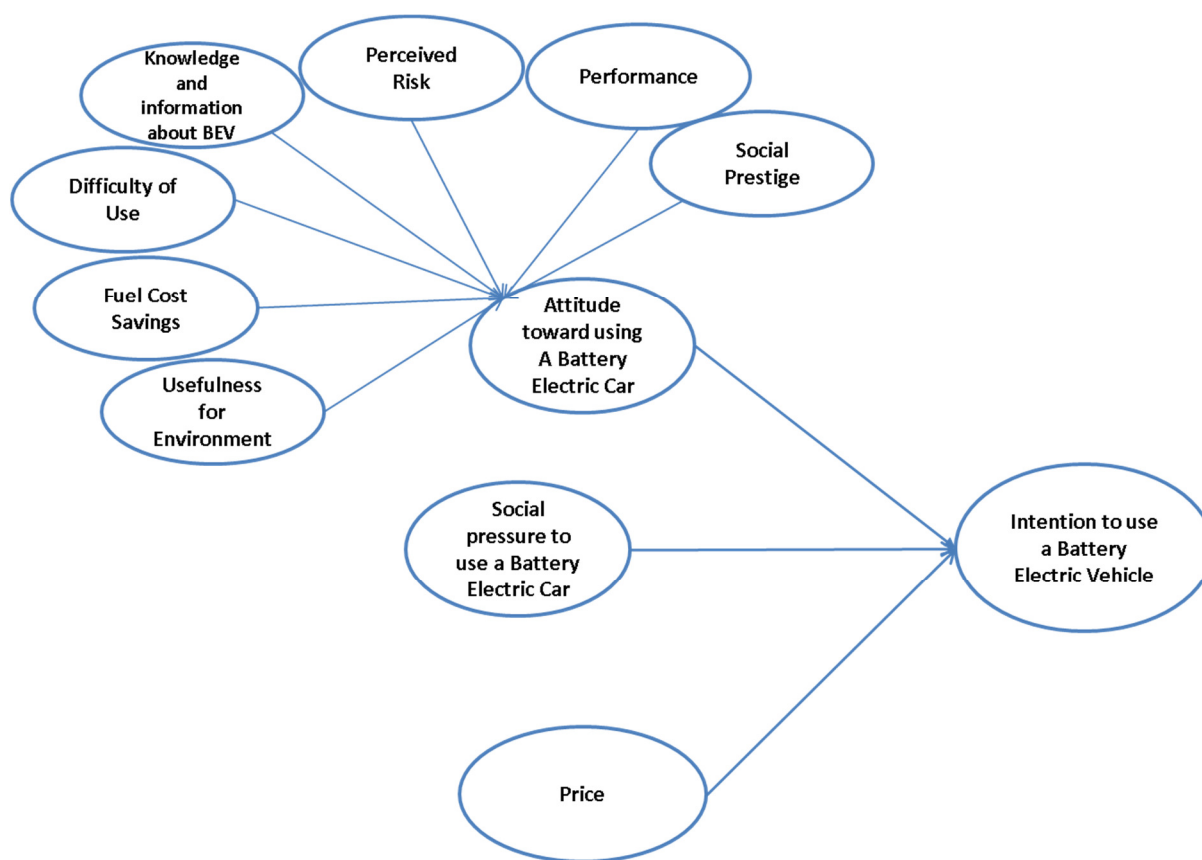 Knowledge
and
information
about BEV
Perceived
Risk
Performance
Social
Prestige
Difficulty of
Use
Fuel Cost
Savings
Usefulness
for
Environment
Attitude
toward using
A Battery
Electric Car
Social
pressure to
use a Battery
Electric Car
Intention to use
a Battery
Electric Vehicle
Price